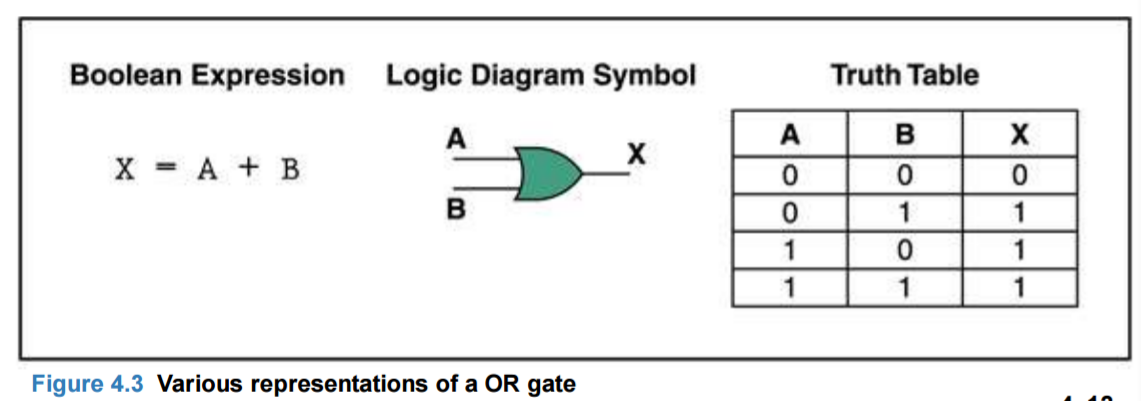 Boolean Expression Logic Diagram Symbol Truth Table
X = A + B
A
B
X
A B X
0 0 0
0 1 1
1 0 1
1 1 1
Figure 4.3 Various representations of a OR gate